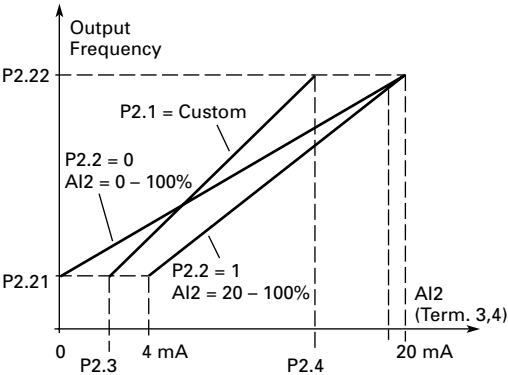 Output
Frequency
P2.22
P2.1 = Custom
P2.2 = 0
AI2 = 0 – 100%
P2.21
P2.2 = 1
AI2 = 20 – 100%
AI2
(Term. 3,4)
0
P2.3
4 mA
P2.4
20 mA